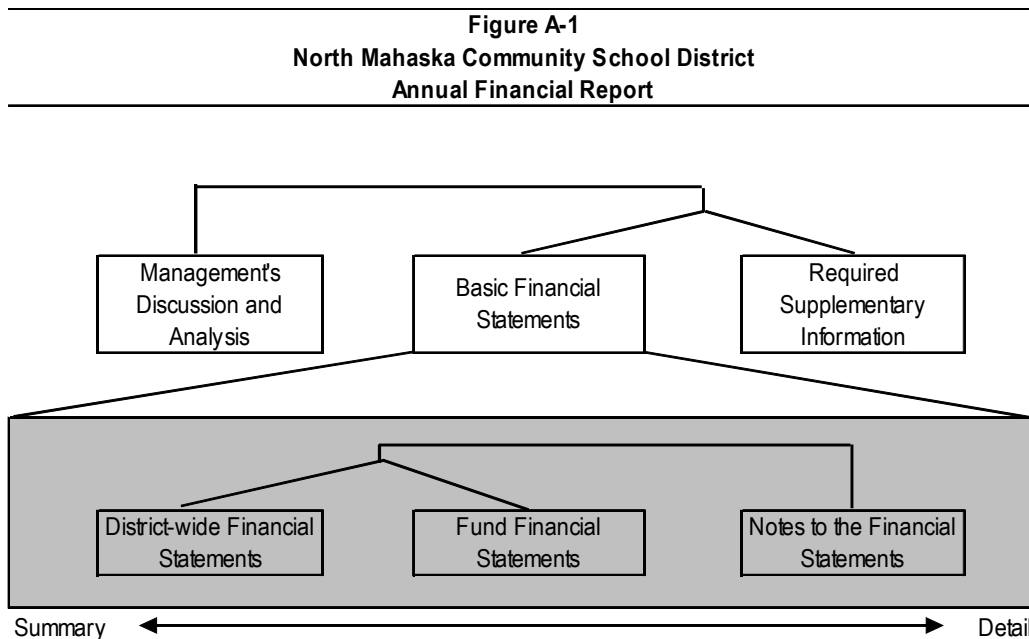 Figure A-1
North Mahaska Community School District
Annual Financial Report
Management's
Discussion and
Analysis
Basic Financial
Statements
Required
Supplementary
Information
District-wide Financial
Statements
Fund Financial
Statements
Notes to the Financial
Statements
Summary
Detail